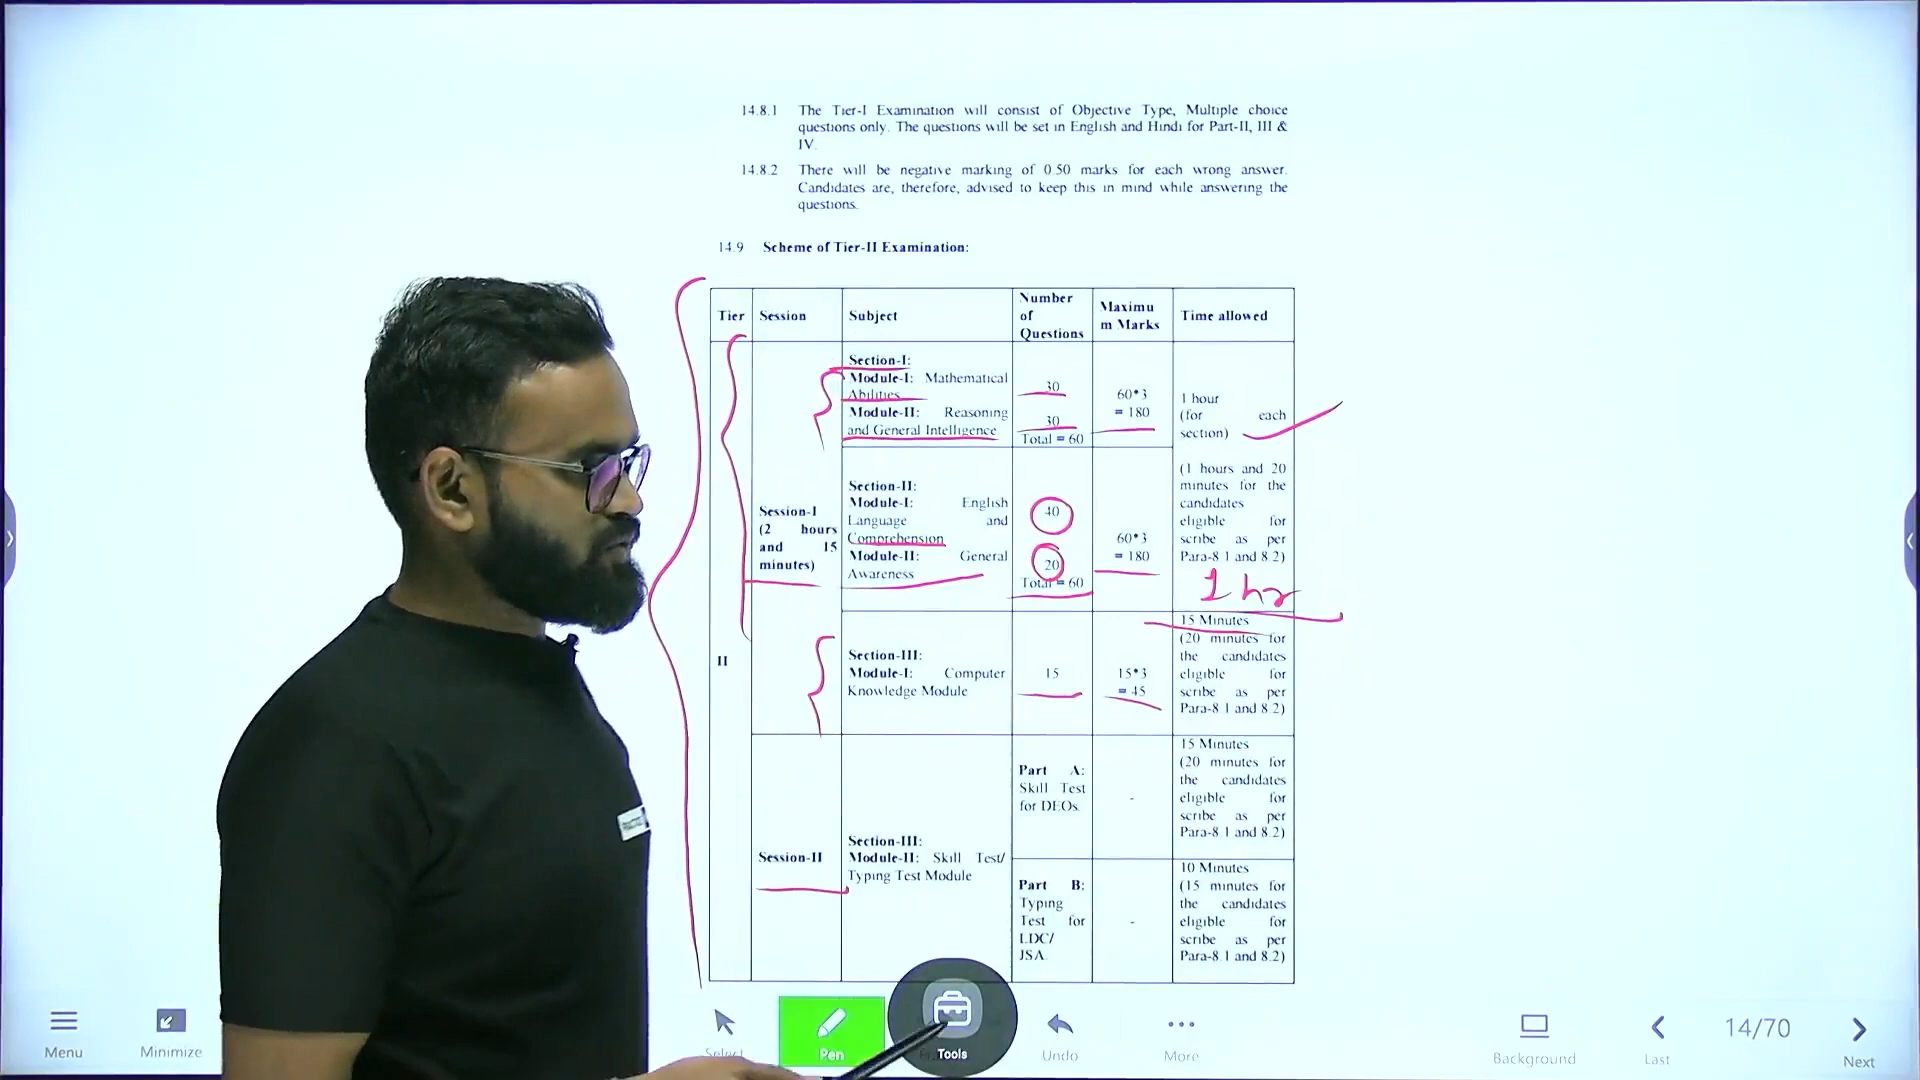 14.8.1 The Tier-I Examination will consist of Objective Type, Multiple choice
questions only. The questions will be set in English and Hindi for Part-II, III &
IV.
14.8.2 There will be negative marking of 0.50 marks for each wrong answer.
Candidates are, therefore, advised to keep this in mind while answering the
questions.
14.9 Scheme of Tier-II Examination:
Tier
Session
Subject
Number
of
Questions
Maximu
m Marks
Time allowed
II
Session-I
(2 hours
and 15
minutes)
Section-I:
Module-I: Mathematical
Abilities
Module-II: Reasoning
and General Intelligence.
30
30
Total = 60
60*3
= 180
1 hour
(for each
section)
(1 hours and 20
minutes for the
candidates
eligible for
scribe as per
Para-8.1 and 8.2)
1 hr
Section-II:
Module-I: English
Language and
Comprehension
Module-II: General
Awareness
40
20
Total = 60
60*3
= 180
Section-III:
Module-I: Computer
Knowledge Module
15
15*3
= 45
15 Minutes
(20 minutes for
the candidates
eligible for
scribe as per
Para-8.1 and 8.2)
Session-II
Section-III:
Module-II: Skill Test/
Typing Test Module
Part A:
Skill Test
for DEOs.
-
15 Minutes
(20 minutes for
the candidates
eligible for
scribe as per
Para-8.1 and 8.2)
Part B:
Typing
Test for
LDC/
JSA.
-
10 Minutes
(15 minutes for
the candidates
eligible for
scribe as per
Para-8.1 and 8.2)
Menu
Minimize
Select
Pen
Tools
Undo
More
Background
Last
14/70
Next